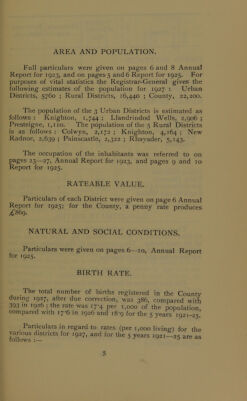 AREA AND POPULATION.
Full particulars were given on pages 6 and 8 Annual
Report for 1923, and on pages 5 and 6 Report for 1925. For
purposes of vital statistics the Registrar-General gives the
following estimates of the population for 1927 : Urban
Districts, 5760 ; Rural Districts, 16,440 ; County, 22,200.
The population of the 3 Urban Districts is estimated as
follows : Knighton, 1,744 ; Llandrindod Wells, 2,906 ;
Presteigne, 1,110. The population of the 5 Rural Districts
is as follows : Colwyn, 2,172 ; Knighton, 4,164 ; New
Radnor, 2,639 ; Painscastle, 2,322 ; Rhayader, 5,143.
The occupation of the inhabitants was referred to on
pages 25—27, Annual Report for 1923, and pages 9 and 10
Report for 1925.
RATEABLE VALUE.
Particulars of each District were given on page 6 Annual
Report for 1925; for the County, a penny rate produces
£869.
NATURAL AND SOCIAL CONDITIONS.
Particulars were given on pages 6—10, Annual Report
for 1925.
BIRTH RATE.
The total number of births registered in the County
during 1927, after due correction, was 386, compared with
393 in 1926 ; the rate was 17·4 per 1,000 of the population,
compared with 17·6 in 1926 and 18·9 for the 5 years 1921-25.
Particulars in regard to rates (per 1,000 living) for the
various districts for 1927, and for the 5 years 1921—25 are as
follows :—
5